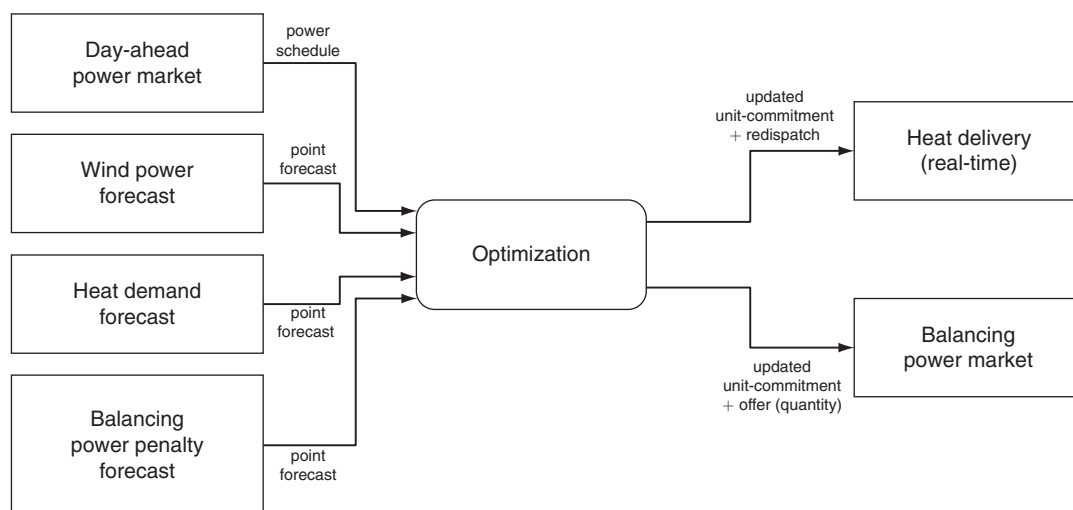 Day-ahead
power market
power
schedule
Wind power
forecast
point
forecast
Heat demand
forecast
point
forecast
Balancing
power penalty
forecast
point
forecast
Optimization
updated
unit-commitment
+ redispatch
Heat delivery
(real-time)
updated
unit-commitment
+ offer (quantity)
Balancing
power market